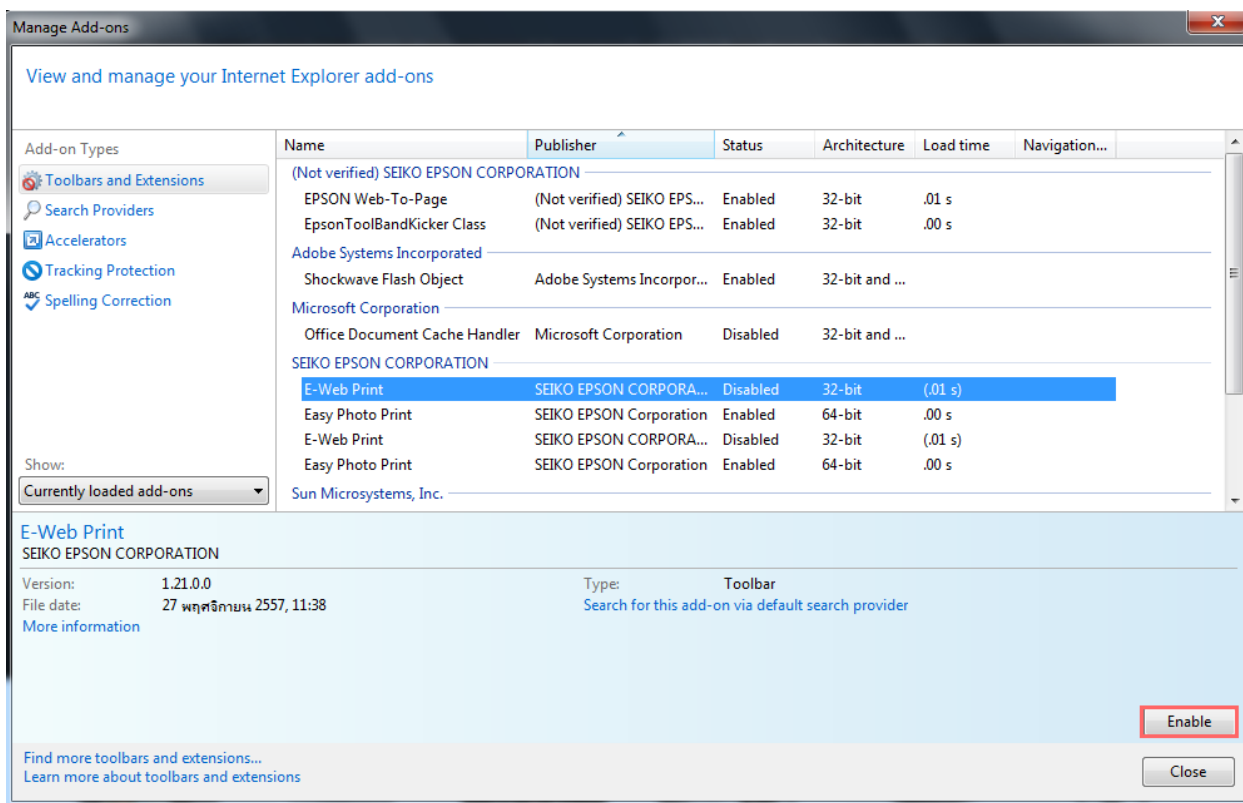 Manage Add-ons
View and manage your Internet Explorer add-ons
Add-on Types
Toolbars and Extensions
Search Providers
Accelerators
Tracking Protection
ABC Spelling Correction
Show:
Currently loaded add-ons
Name Publisher Status Architecture Load time Navigation...
(Not verified) SEIKO EPSON CORPORATION
EPSON Web-To-Page (Not verified) SEIKO EPS... Enabled 32-bit .01 s
EpsonToolBandKicker Class (Not verified) SEIKO EPS... Enabled 32-bit .00 s
Adobe Systems Incorporated
Shockwave Flash Object Adobe Systems Incorpor... Enabled 32-bit and ...
Microsoft Corporation
Office Document Cache Handler Microsoft Corporation Disabled 32-bit and ...
SEIKO EPSON CORPORATION
E-Web Print SEIKO EPSON CORPORA... Disabled 32-bit (.01 s)
Easy Photo Print SEIKO EPSON Corporation Enabled 64-bit .00 s
E-Web Print SEIKO EPSON CORPORA... Disabled 32-bit (.01 s)
Easy Photo Print SEIKO EPSON Corporation Enabled 64-bit .00 s
Sun Microsystems, Inc.
E-Web Print
SEIKO EPSON CORPORATION
Version: 1.21.0.0 Type: Toolbar
File date: 27 พฤศจิกายน 2557, 11:38 Search for this add-on via default search provider
More information
Enable
Find more toolbars and extensions...
Learn more about toolbars and extensions
Close